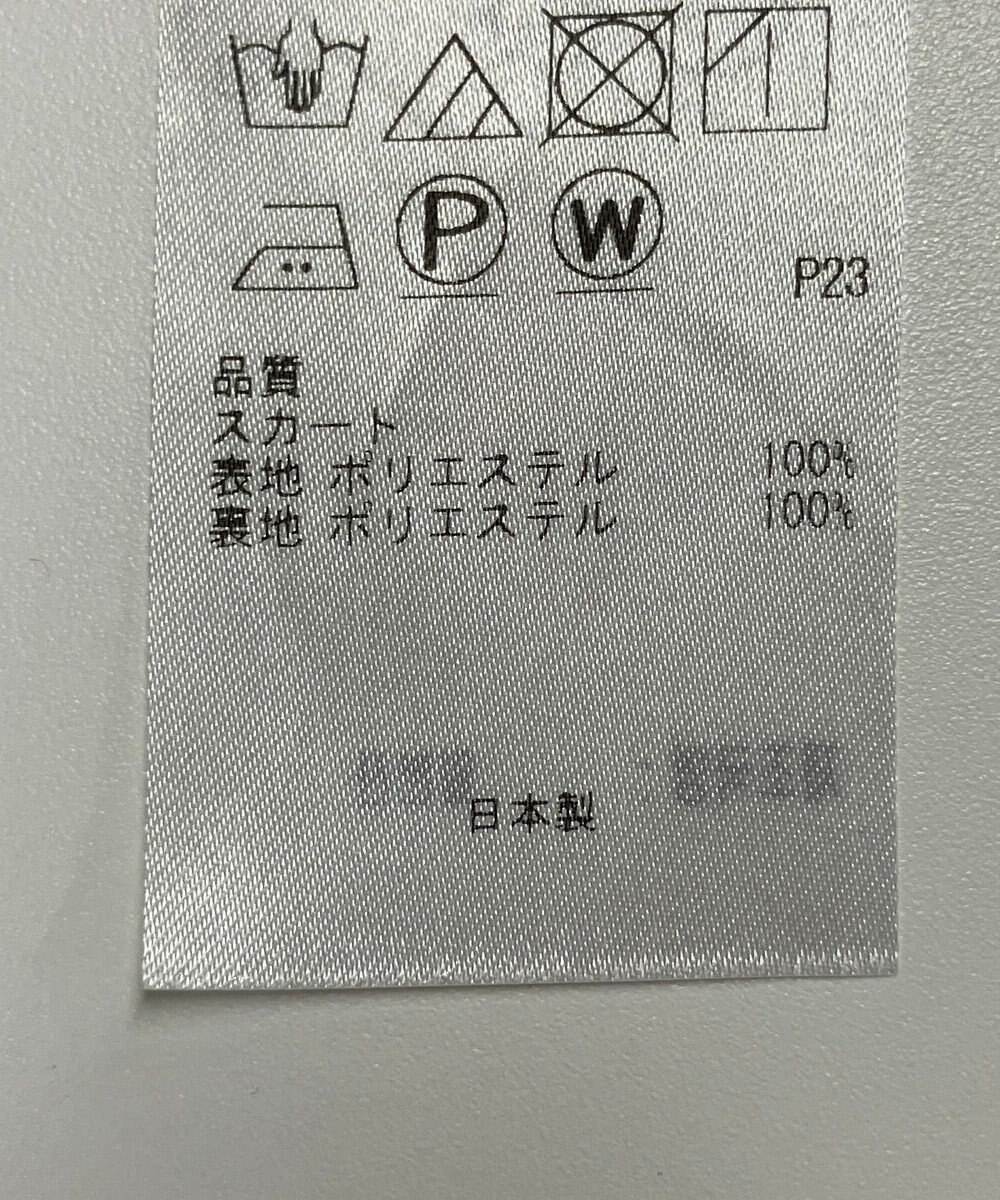 P W P23
品質
スカート
表地 ポリエステル 100%
裏地 ポリエステル 100%
日本製